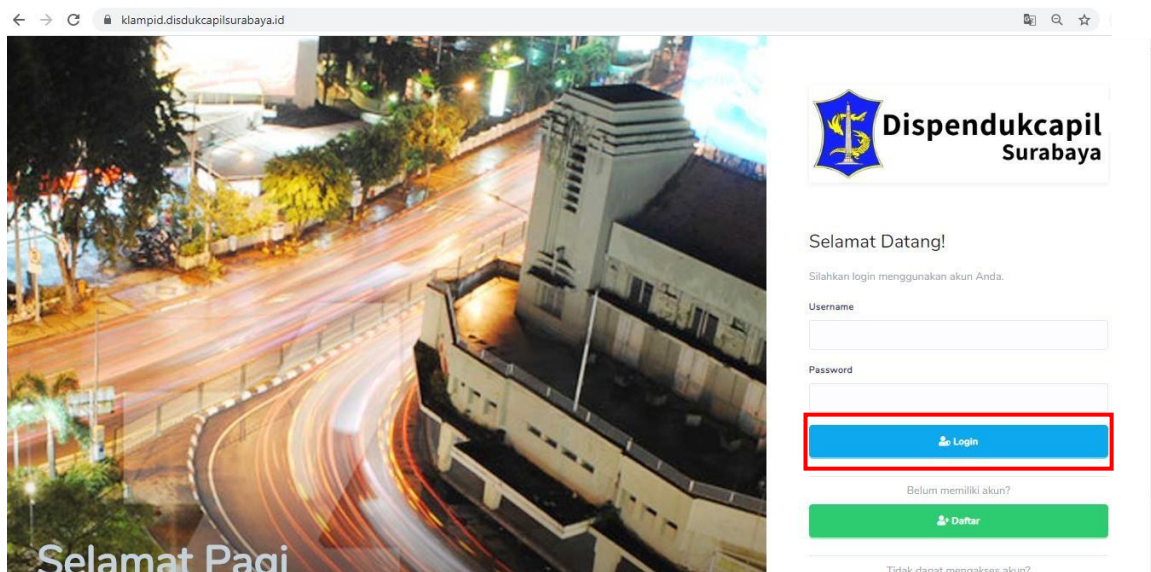 klampid.disdukcapilsurabaya.id
Dispendukcapil
Surabaya
Selamat Datang!
Silahkan login menggunakan akun Anda.
Username
Password
Login
Belum memiliki akun?
Daftar
Tidak dapat mengakses akun?
Selamat Pagi